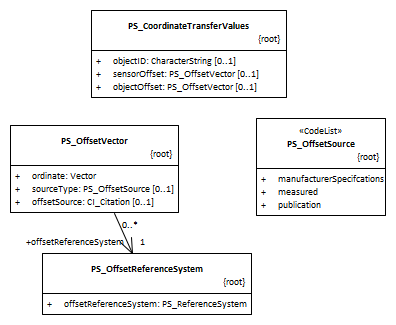 PS_CoordinateTransferValues
{root}
+ objectID: CharacterString [0..1]
+ sensorOffset: PS_OffsetVector [0..1]
+ objectOffset: PS_OffsetVector [0..1]
PS_OffsetVector
{root}
+ ordinate: Vector
+ sourceType: PS_OffsetSource [0..1]
+ offsetSource: CI_Citation [0..1]
«CodeList»
PS_OffsetSource
{root}
+ manufacturerSpecifcations
+ measured
+ publication
0..*
+offsetReferenceSystem 1
PS_OffsetReferenceSystem
{root}
+ offsetReferenceSystem: PS_ReferenceSystem